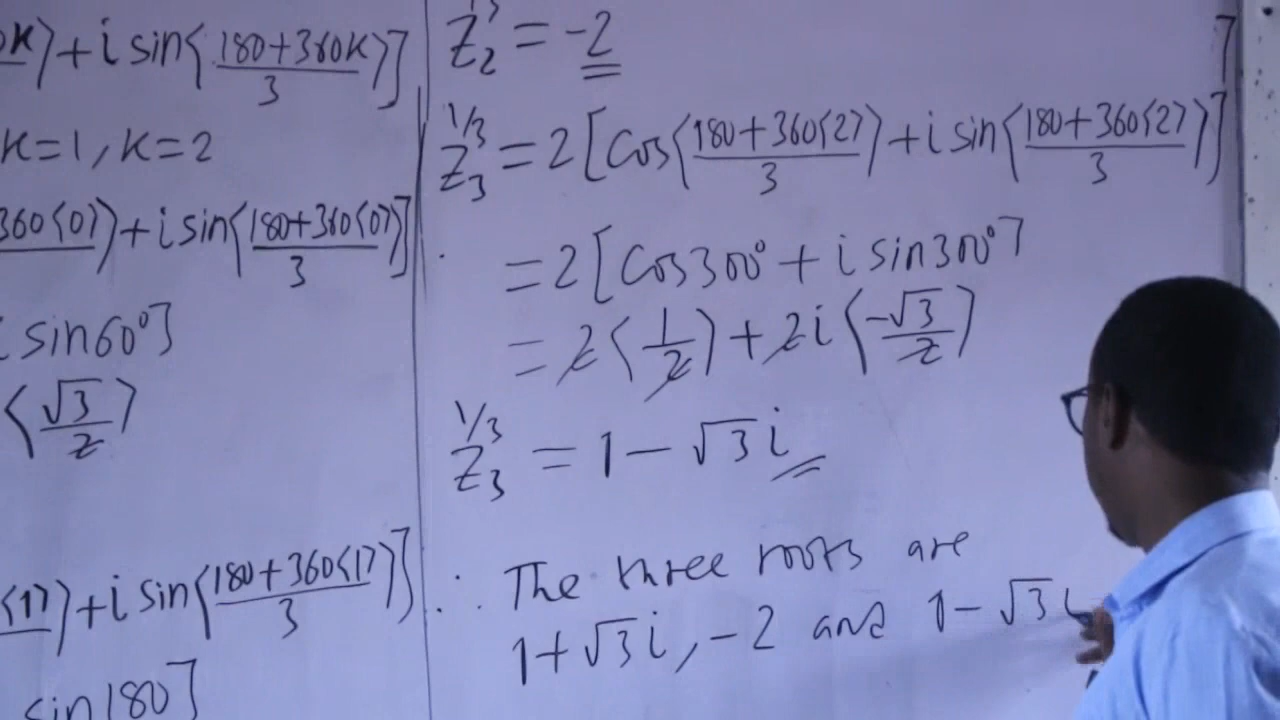 K) + i sin(180+360K)/3]
K=1, K=2
360(0)) + i sin(180+360(0))/3]
i sin60°]
(√3/2)
(1)) + i sin(180+360(1))/3]
sin180]
Z₂^1/3 = -2
Z₃^1/3 = 2[Cos(180+360(2))/3 + i sin(180+360(2))/3]
= 2[Cos300° + i sin300°]
= 2(1/2) + 2i(-√3/2)
Z₃^1/3 = 1 - √3 i
∴ The three roots are
1+√3 i, -2 and 1-√3 i